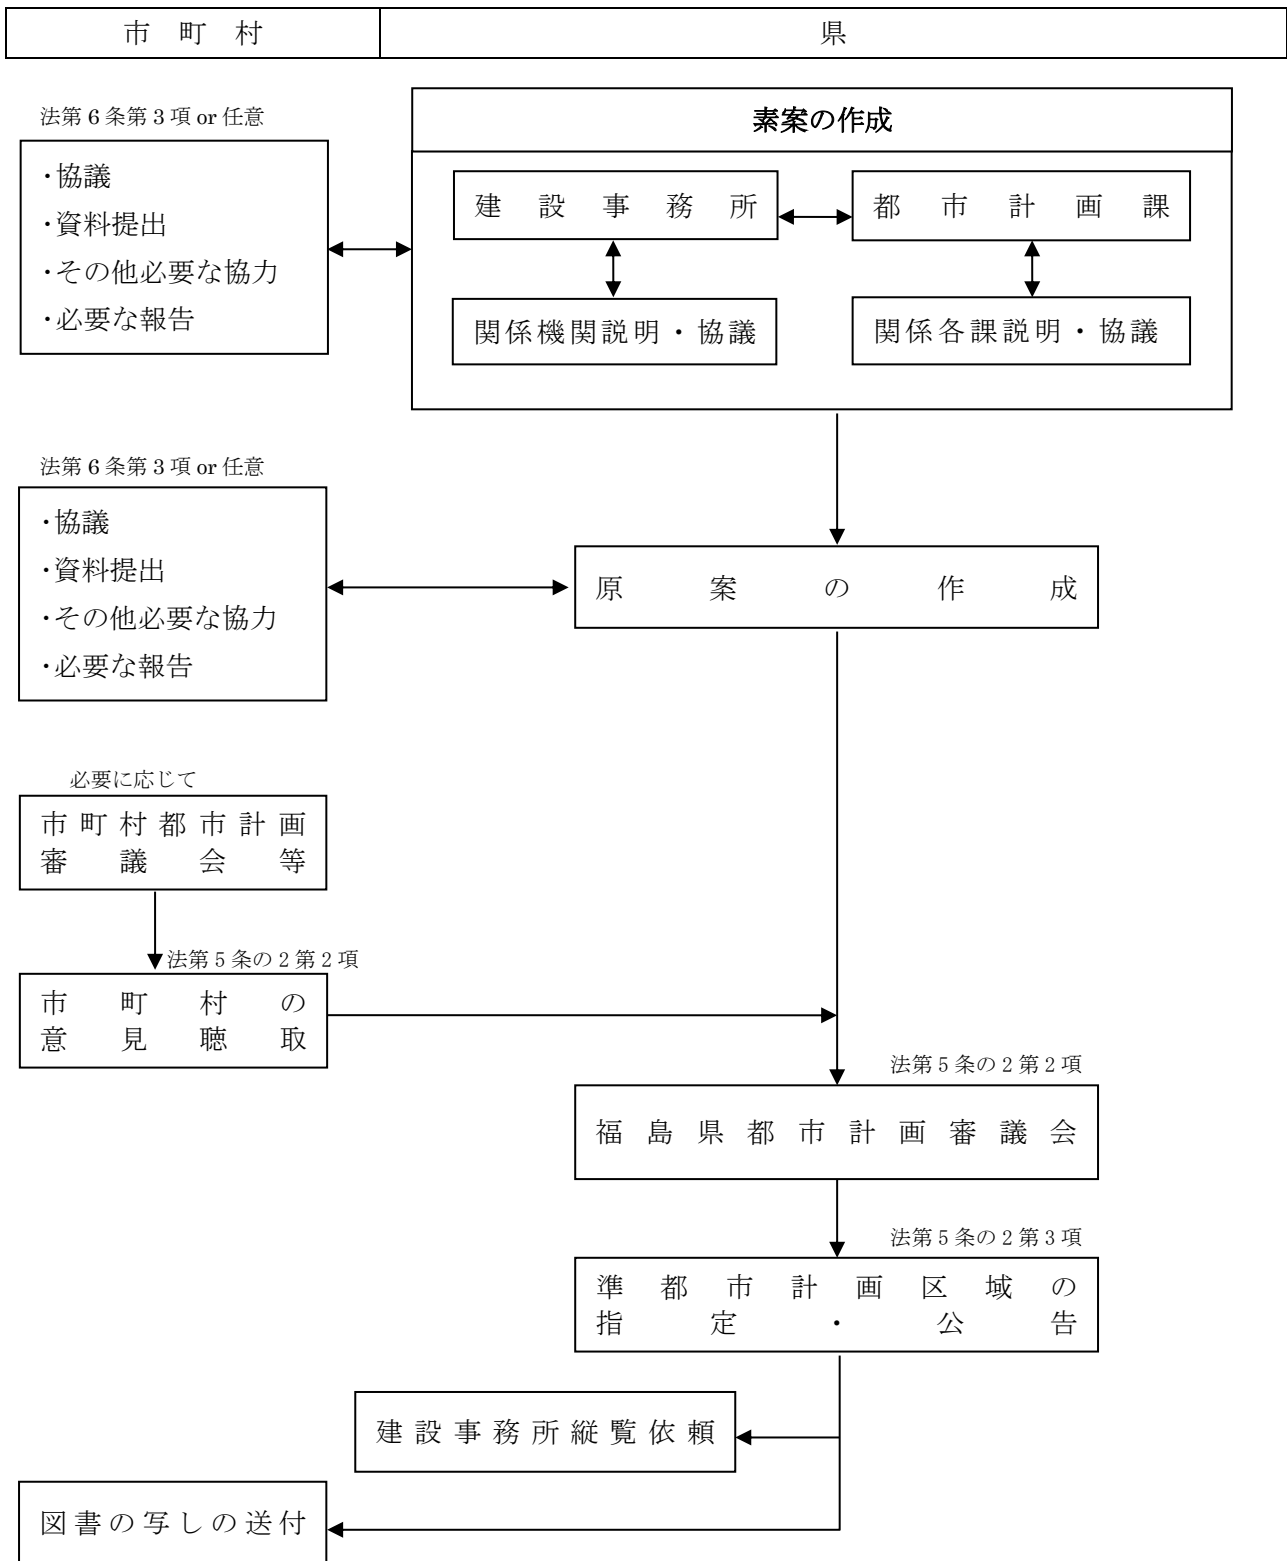 市町村
県
法第6条第3項 or 任意
・協議
・資料提出
・その他必要な協力
・必要な報告
素案の作成
建設事務所
都市計画課
関係機関説明・協議
関係各課説明・協議
法第6条第3項 or 任意
・協議
・資料提出
・その他必要な協力
・必要な報告
原案の作成
必要に応じて
市町村都市計画
審議会等
法第5条の2第2項
市町村の
意見聴取
法第5条の2第2項
福島県都市計画審議会
法第5条の2第3項
準都市計画区域の
指定・公告
建設事務所縦覧依頼
図書の写しの送付